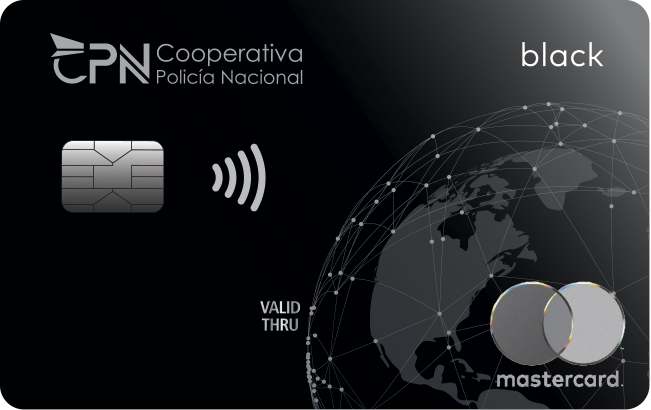 CPN Cooperativa
Policía Nacional
black
VALID
THRU
mastercard.